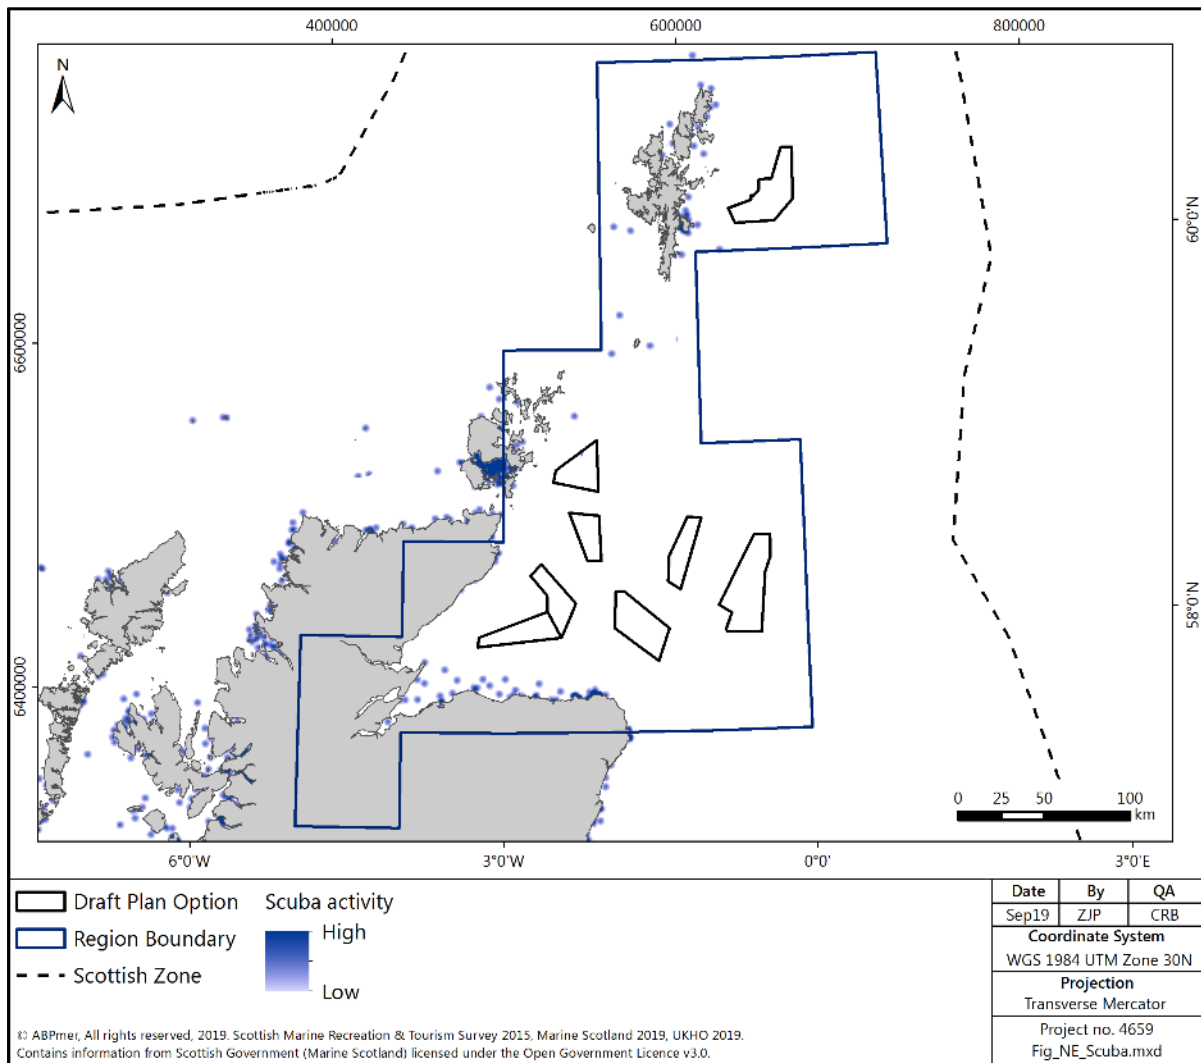 400000 600000 800000
N
60°0'N
6600000
58°0'N
6400000
0 25 50 100
km
6°0'W 3°0'W 0°0' 3°0'E
Draft Plan Option
Region Boundary
Scottish Zone
Scuba activity
High
Low
Date By QA
Sep19 ZJP CRB
Coordinate System
WGS 1984 UTM Zone 30N
Projection
Transverse Mercator
Project no. 4659
Fig_NE_Scuba.mxd
© ABPmer, All rights reserved, 2019. Scottish Marine Recreation & Tourism Survey 2015, Marine Scotland 2019, UKHO 2019.
Contains information from Scottish Government (Marine Scotland) licensed under the Open Government Licence v3.0.